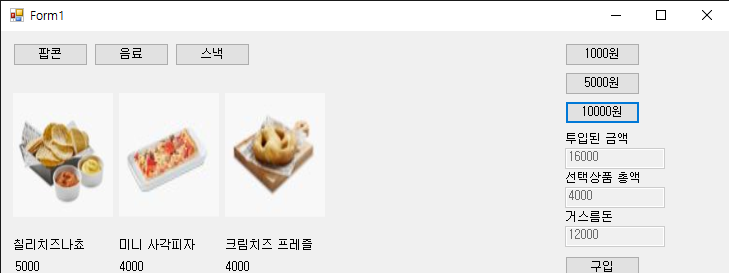 Form1
팝콘 음료 스낵
1000원
5000원
10000원
투입된 금액
16000
선택상품 총액
4000
거스름돈
12000
구입
칠리치즈나쵸 미니 사각피자 크림치즈 프레즐
5000 4000 4000